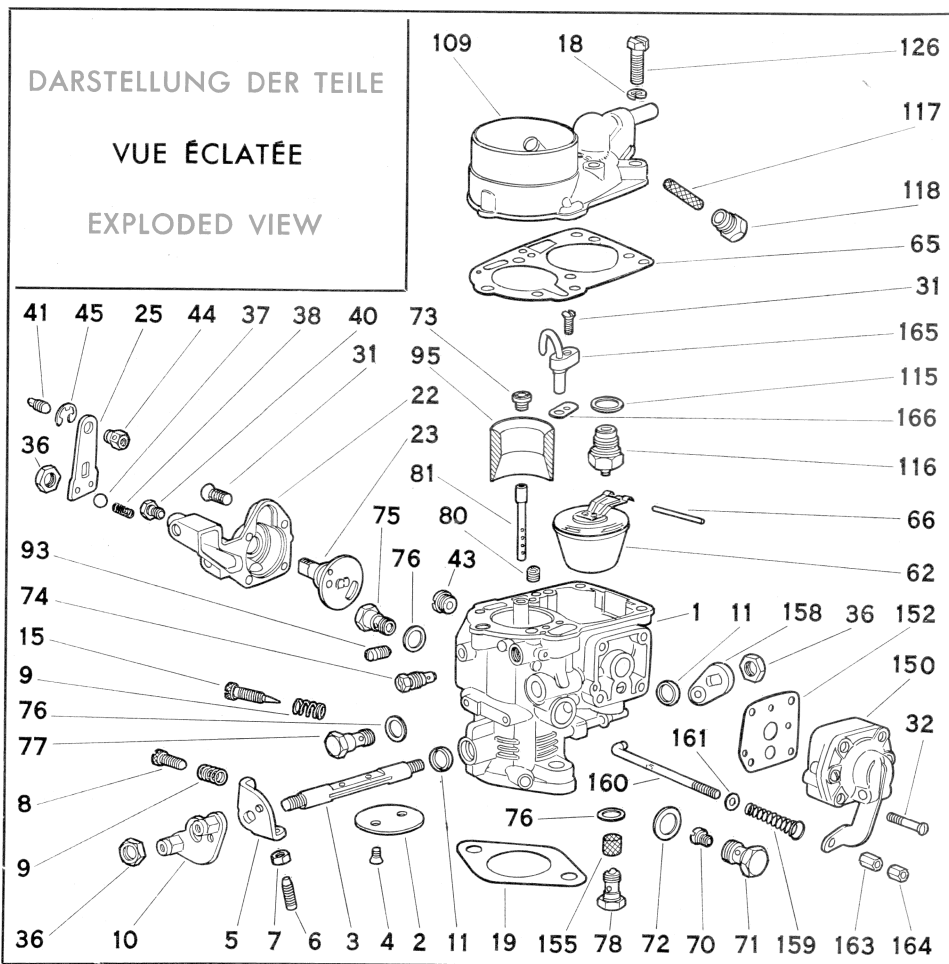 DARSTELLUNG DER TEILE
VUE ÉCLATÉE
EXPLODED VIEW
109 18 126
117
118
65
31
41 45 25 44 37 38 40 73 165
31 95 115
22 166
36 23 116
81
75 80 66
93 76 43 62
74 1 11 158 36 152
15 150
9 32
76
77 161
160
8 76
9
36 10 5 7 6 3 4 2 11 19 155 78 72 70 71 159 163 164